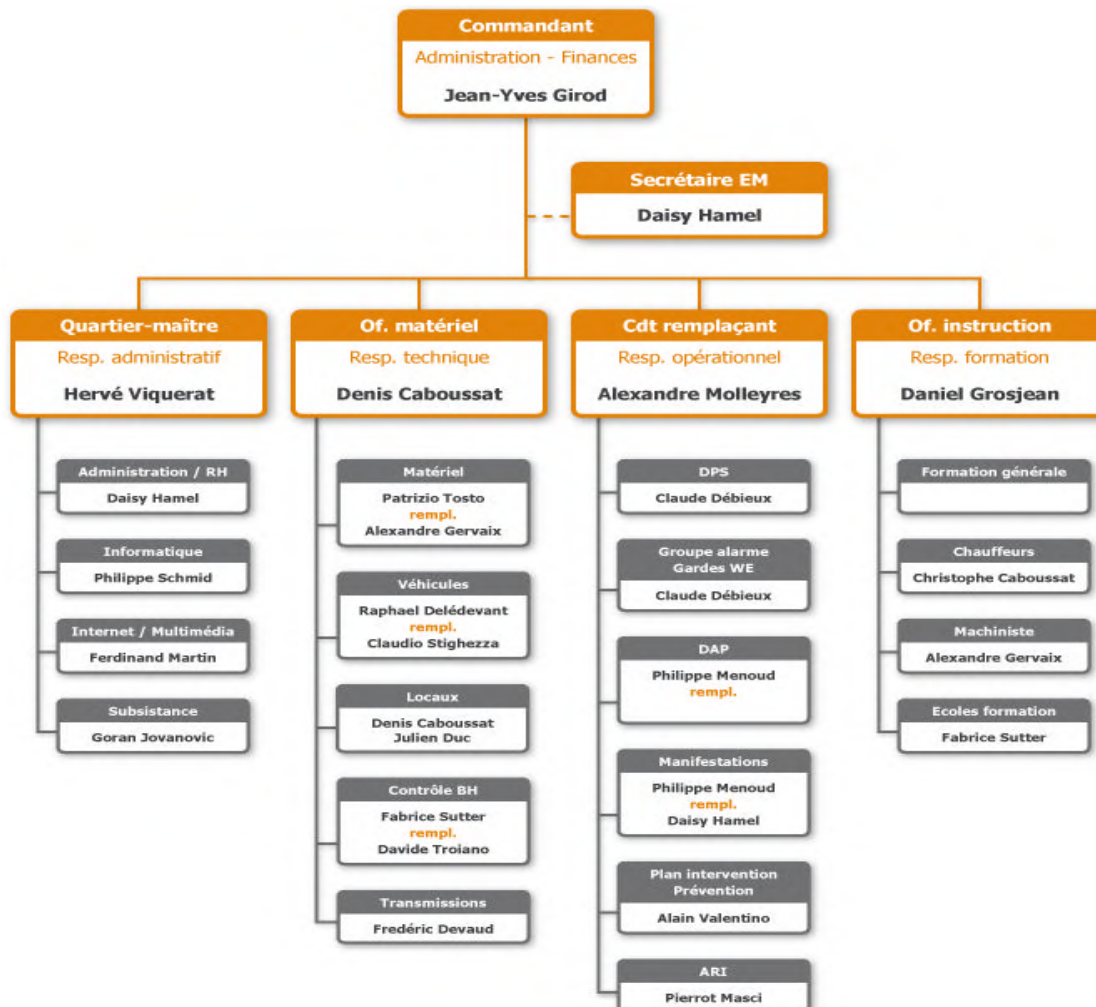 Commandant
Administration - Finances
Jean-Yves Girod
Secrétaire EM
Daisy Hamel
Quartier-maître
Resp. administratif
Hervé Viquerat
Administration / RH
Daisy Hamel
Informatique
Philippe Schmid
Internet / Multimédia
Ferdinand Martin
Subsistance
Goran Jovanovic
Of. matériel
Resp. technique
Denis Caboussat
Matériel
Patrizio Tosto
rempl.
Alexandre Gervaix
Véhicules
Raphael Delédevant
rempl.
Claudio Stighezza
Locaux
Denis Caboussat
Julien Duc
Contrôle BH
Fabrice Sutter
rempl.
Davide Troiano
Transmissions
Frédéric Devaud
Cdt remplaçant
Resp. opérationnel
Alexandre Molleyres
DPS
Claude Débieux
Groupe alarme
Gardes WE
Claude Débieux
DAP
Philippe Menoud
rempl.
Manifestations
Philippe Menoud
rempl.
Daisy Hamel
Plan intervention
Prévention
Alain Valentino
ARI
Pierrot Masci
Of. instruction
Resp. formation
Daniel Grosjean
Formation générale
Chauffeurs
Christophe Caboussat
Machiniste
Alexandre Gervaix
Ecoles formation
Fabrice Sutter